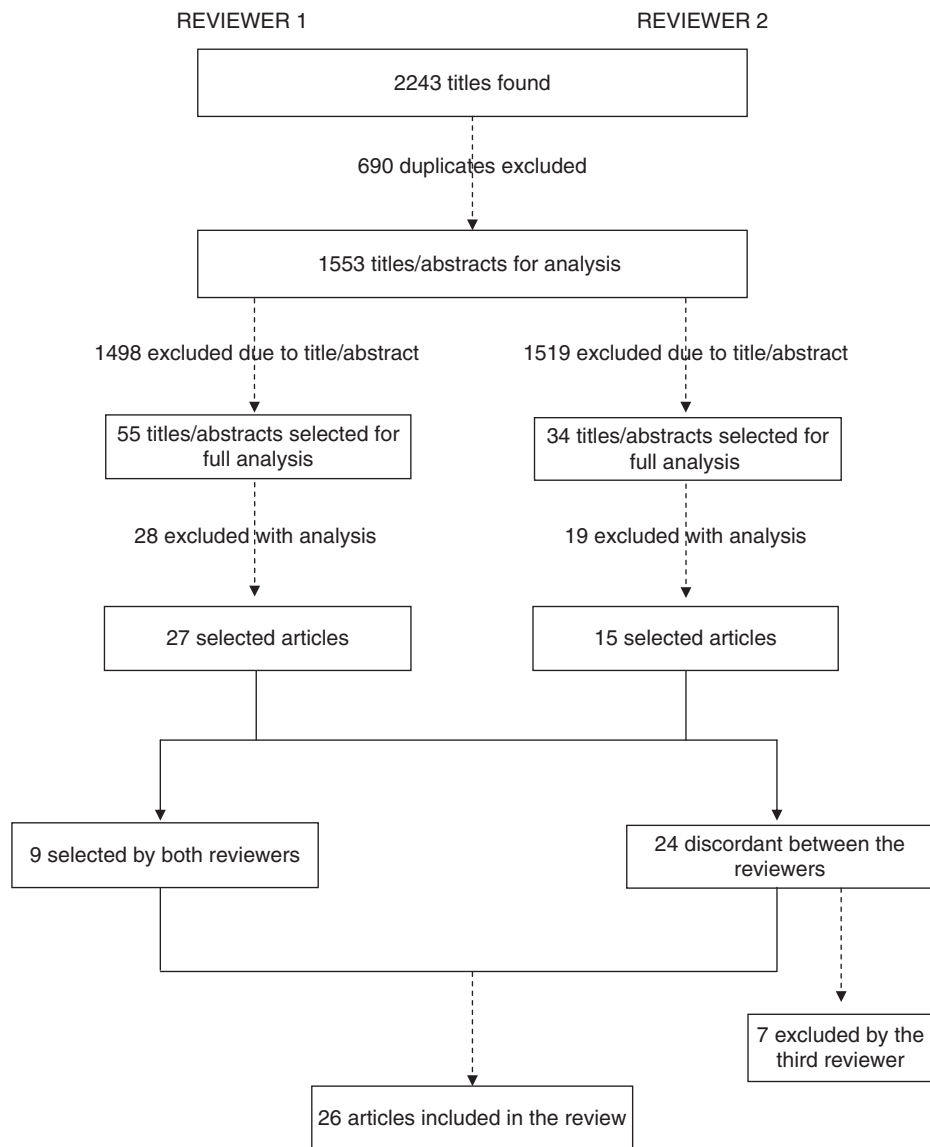 REVIEWER 1
REVIEWER 2
2243 titles found
690 duplicates excluded
1553 titles/abstracts for analysis
1498 excluded due to title/abstract
1519 excluded due to title/abstract
55 titles/abstracts selected for
full analysis
34 titles/abstracts selected for
full analysis
28 excluded with analysis
19 excluded with analysis
27 selected articles
15 selected articles
9 selected by both reviewers
24 discordant between the
reviewers
7 excluded by the
third reviewer
26 articles included in the review